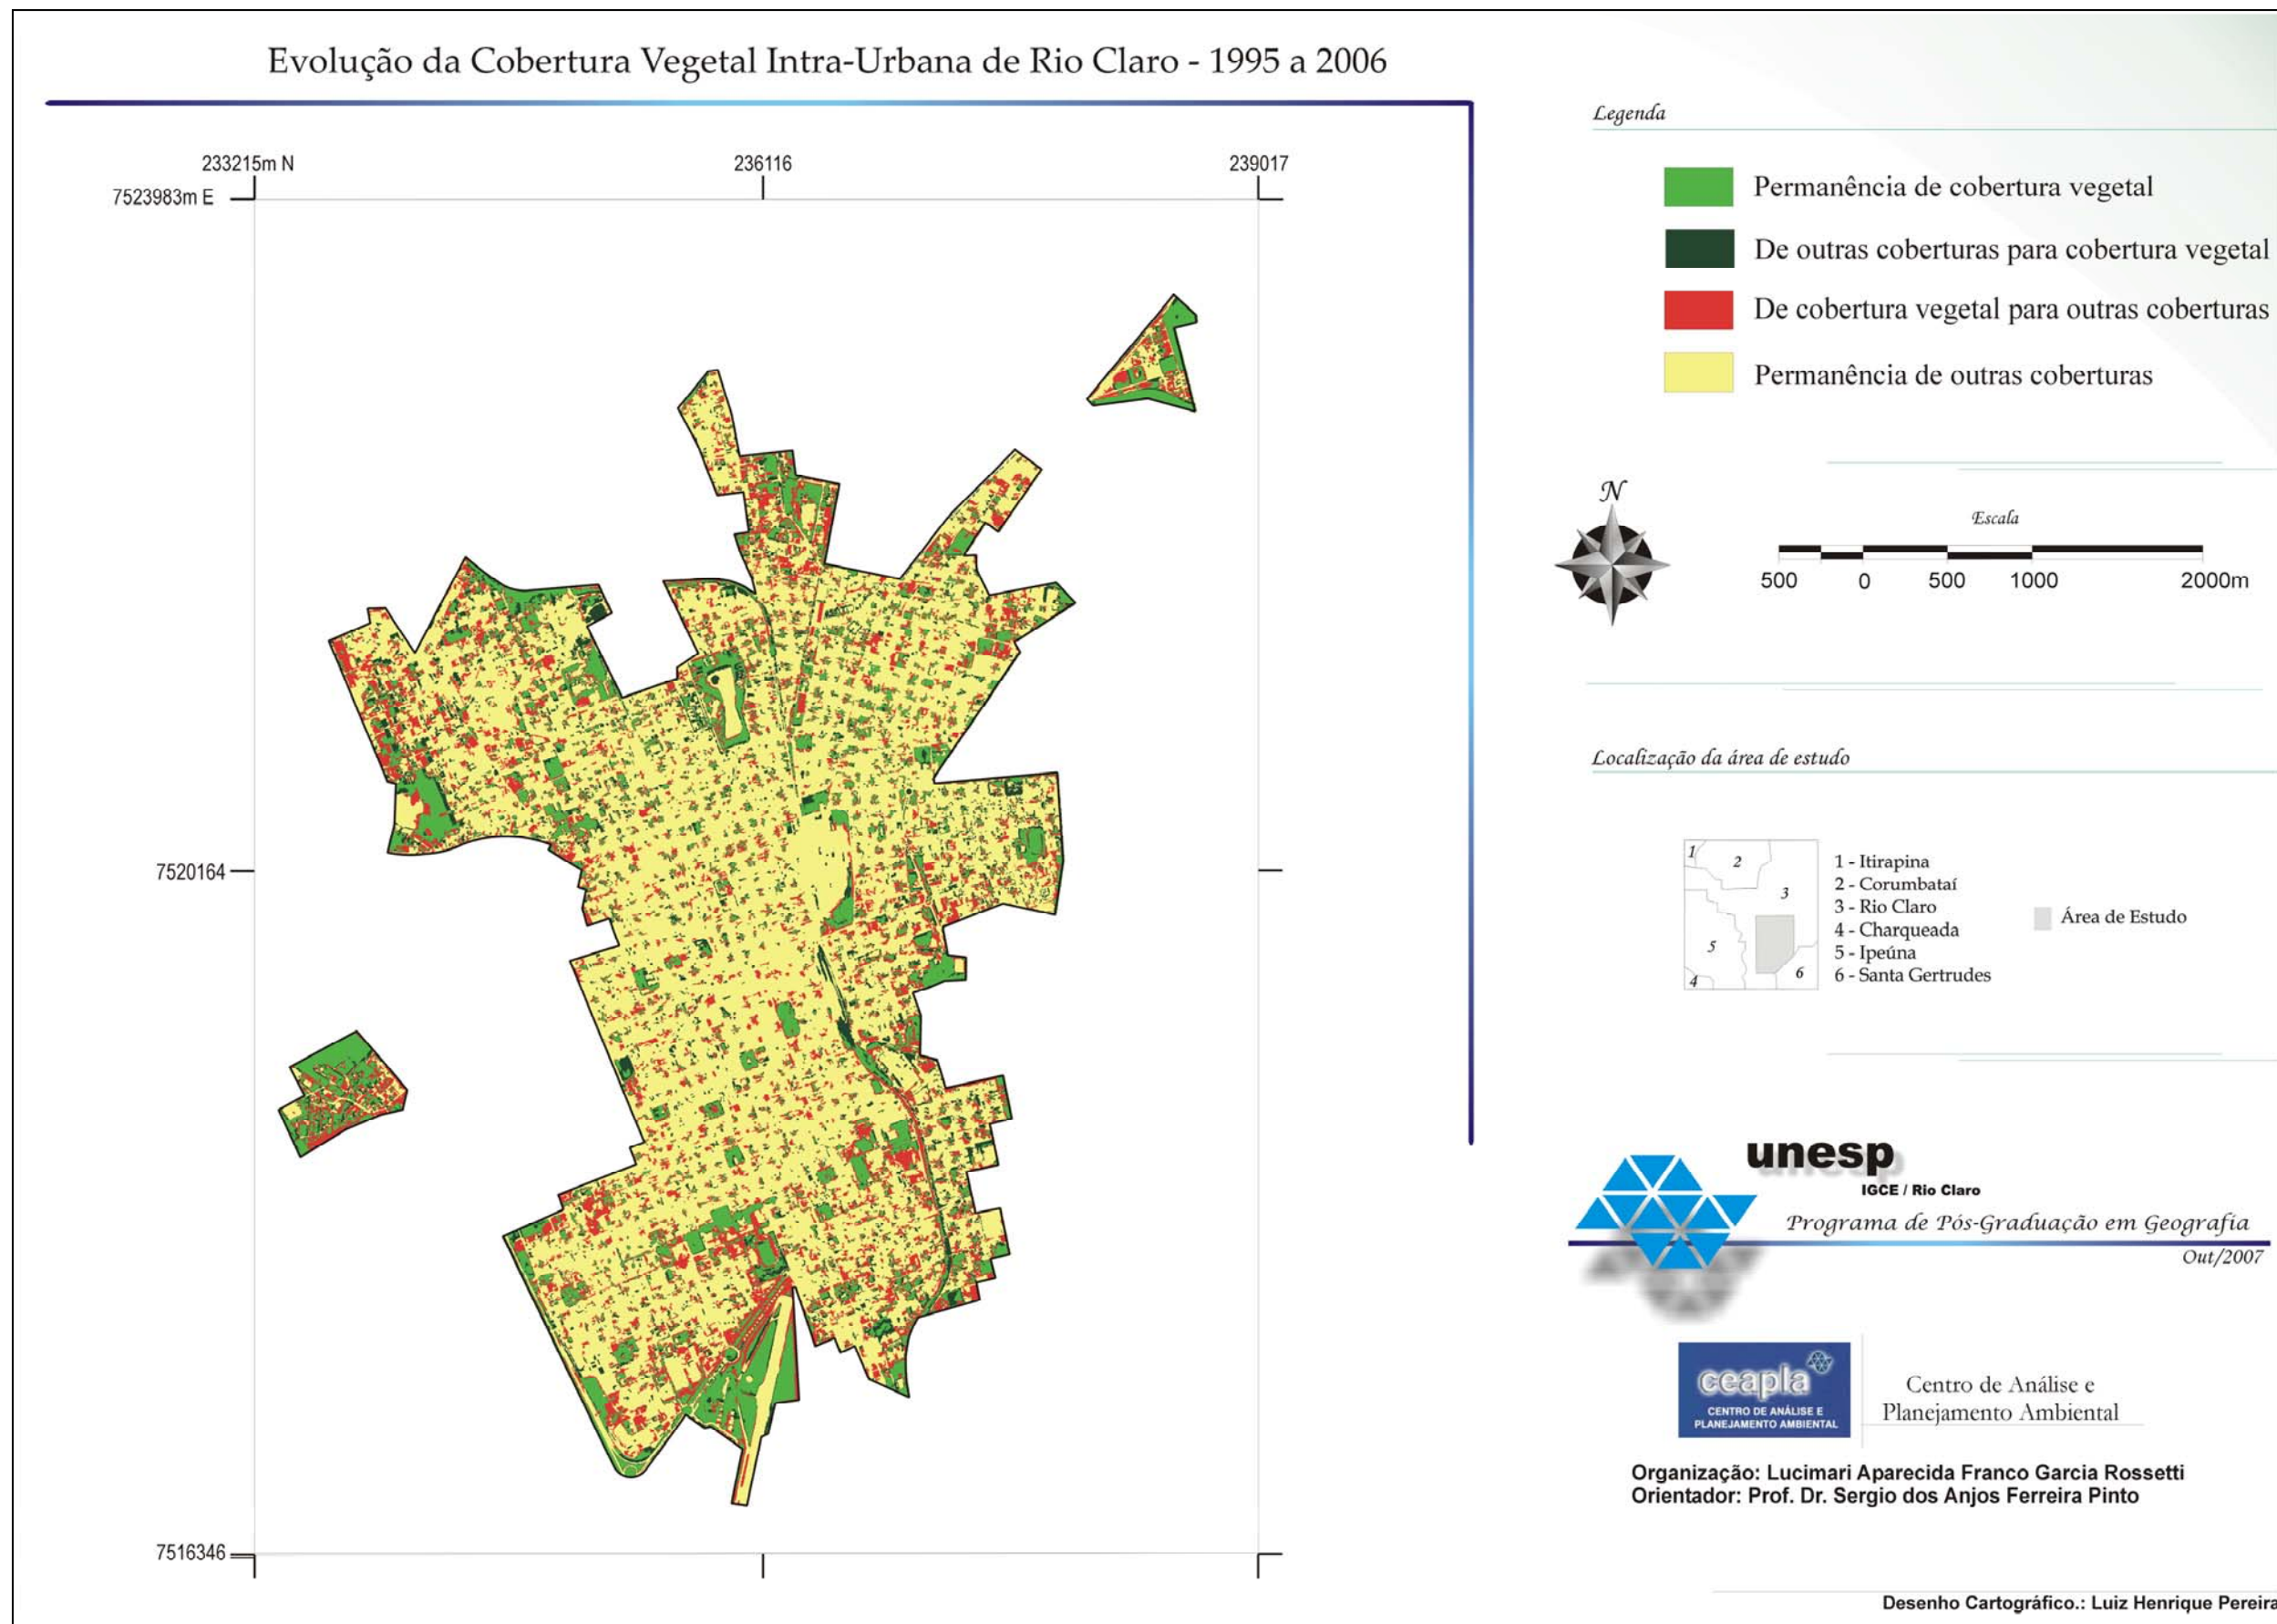 Evolução da Cobertura Vegetal Intra-Urbana de Rio Claro - 1995 a 2006
233215m N
236116
239017
7523983m E
7520164
7516346
Legenda
Permanência de cobertura vegetal
De outras coberturas para cobertura vegetal
De cobertura vegetal para outras coberturas
Permanência de outras coberturas
N
Escala
500 0 500 1000 2000m
Localização da área de estudo
1
2
3
5
4
6
1 - Itirapina
2 - Corumbataí
3 - Rio Claro
4 - Charqueada
5 - Ipeúna
6 - Santa Gertrudes
Área de Estudo
unesp
IGCE / Rio Claro
Programa de Pós-Graduação em Geografia
Out/2007
ceapla
CENTRO DE ANÁLISE E
PLANEJAMENTO AMBIENTAL
Centro de Análise e
Planejamento Ambiental
Organização: Lucimari Aparecida Franco Garcia Rossetti
Orientador: Prof. Dr. Sergio dos Anjos Ferreira Pinto
Desenho Cartográfico.: Luiz Henrique Pereira